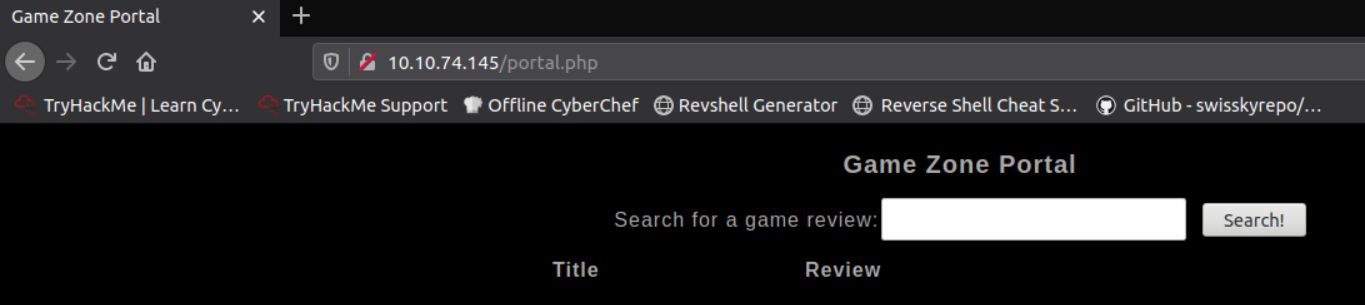 Game Zone Portal
10.10.74.145/portal.php
TryHackMe | Learn Cy… TryHackMe Support Offline CyberChef Revshell Generator Reverse Shell Cheat S… GitHub - swisskyrepo/…
Game Zone Portal
Search for a game review: Search!
Title Review